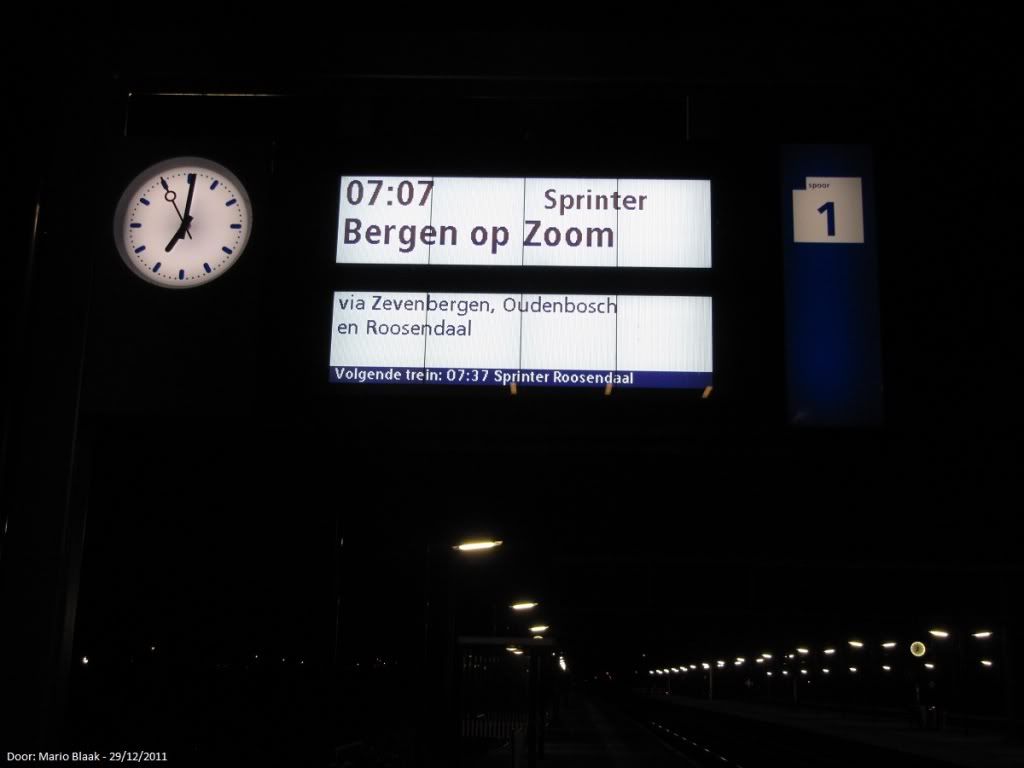 07:07 Sprinter
Bergen op Zoom
via Zevenbergen, Oudenbosch
en Roosendaal
Volgende trein: 07:37 Sprinter Roosendaal
spoor
1
Door: Mario Blaak - 29/12/2011